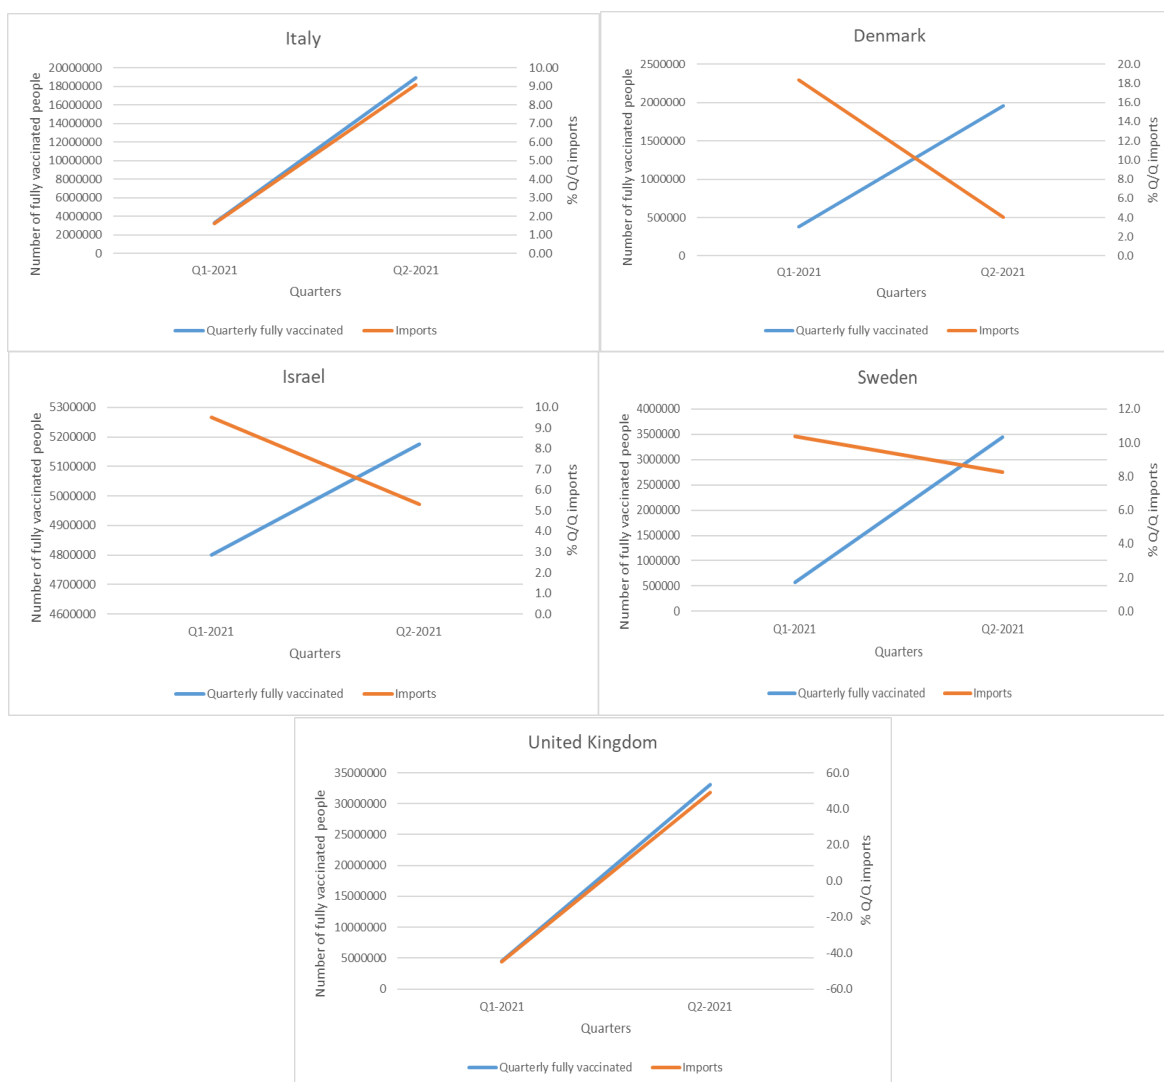 Italy
Number of fully vaccined people
20000000
18000000
16000000
14000000
12000000
10000000
8000000
6000000
4000000
2000000
0
10.00
9.00
8.00
7.00
6.00
5.00
4.00
3.00
2.00
1.00
0.00
% Q/Q imports
Q1-2021 Q2-2021
Quarters
Quarterly fully vaccinated Imports
Denmark
Number of fully vaccined people
2500000
2000000
1500000
1000000
500000
0
20.0
18.0
16.0
14.0
12.0
10.0
8.0
6.0
4.0
2.0
0.0
% Q/Q imports
Q1-2021 Q2-2021
Quarters
Quarterly fully vaccinated Imports
Israel
Number of fully vaccined people
5300000
5200000
5100000
5000000
4900000
4800000
4700000
4600000
10.0
9.0
8.0
7.0
6.0
5.0
4.0
3.0
2.0
1.0
0.0
% Q/Q imports
Q1-2021 Q2-2021
Quarters
Quarterly fully vaccinated Imports
Sweden
Number of fully vaccined people
4000000
3500000
3000000
2500000
2000000
1500000
1000000
500000
0
12.0
10.0
8.0
6.0
4.0
2.0
0.0
% Q/Q imports
Q1-2021 Q2-2021
Quarters
Quarterly fully vaccinated Imports
United Kingdom
Number of fully vaccined people
35000000
30000000
25000000
20000000
15000000
10000000
5000000
0
60.0
40.0
20.0
0.0
-20.0
-40.0
-60.0
% Q/Q imports
Q1-2021 Q2-2021
Quarters
Quarterly fully vaccinated Imports